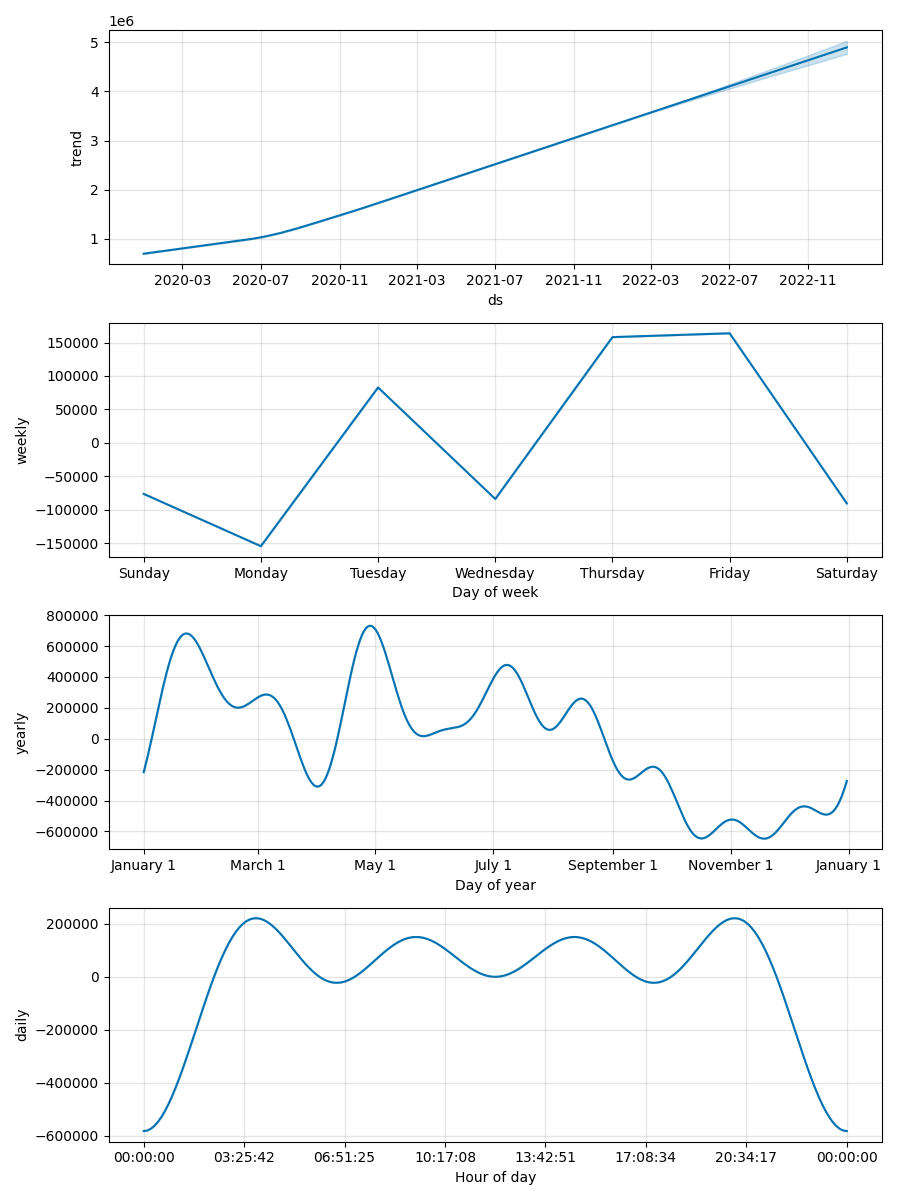 1e6
5
4
3
2
1
trend
2020-03 2020-07 2020-11 2021-03 2021-07 2021-11 2022-03 2022-07 2022-11
ds
150000
100000
50000
0
−50000
−100000
−150000
weekly
Sunday Monday Tuesday Wednesday Thursday Friday Saturday
Day of week
800000
600000
400000
200000
0
−200000
−400000
−600000
yearly
January 1 March 1 May 1 July 1 September 1 November 1 January 1
Day of year
200000
0
−200000
−400000
−600000
daily
00:00:00 03:25:42 06:51:25 10:17:08 13:42:51 17:08:34 20:34:17 00:00:00
Hour of day